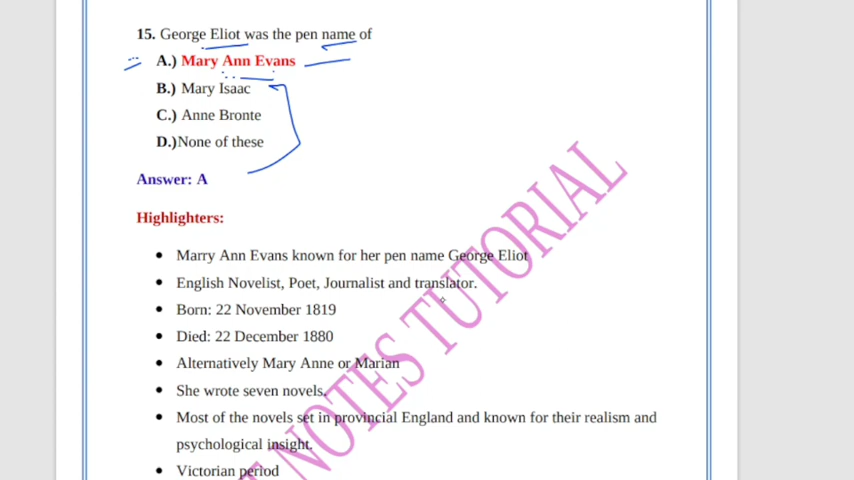 15. George Eliot was the pen name of
A.) Mary Ann Evans
B.) Mary Isaac
C.) Anne Bronte
D.)None of these
Answer: A
Highlighters:
• Marry Ann Evans known for her pen name George Eliot
• English Novelist, Poet, Journalist and translator.
• Born: 22 November 1819
• Died: 22 December 1880
• Alternatively Mary Anne or Marian
• She wrote seven novels.
• Most of the novels set in provincial England and known for their realism and
psychological insight.
• Victorian period
NOTES TUTORIAL